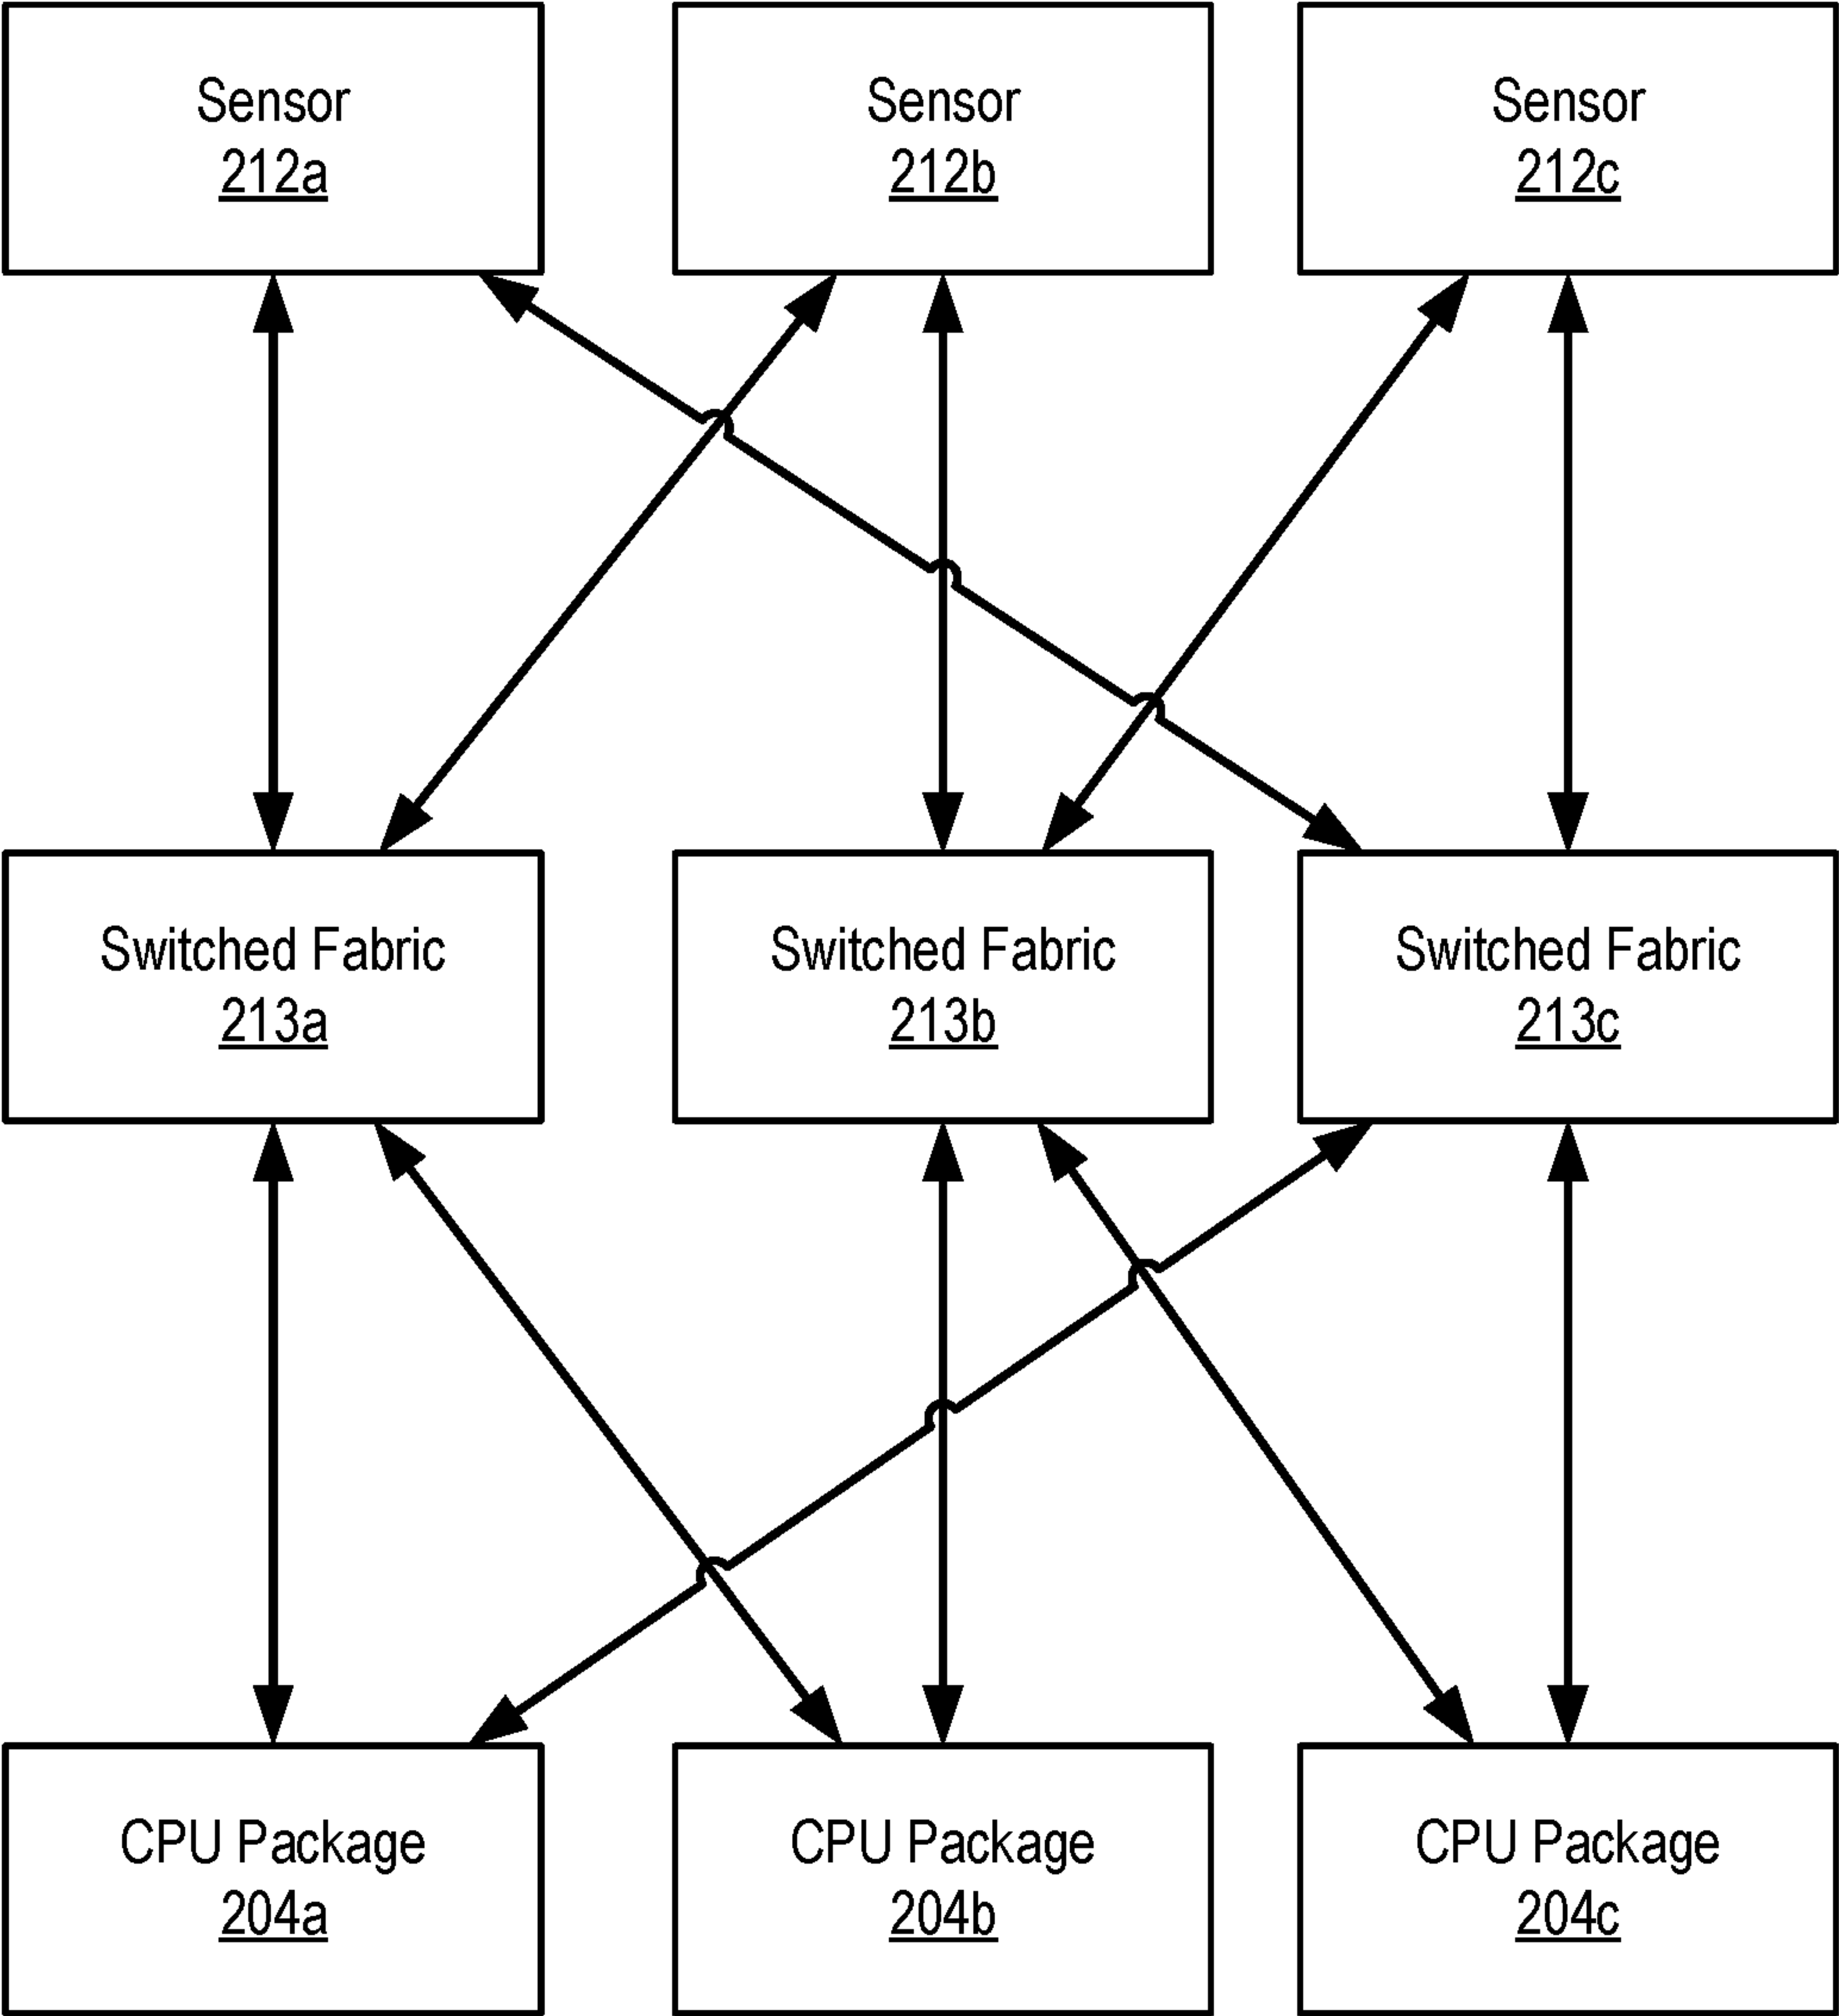 Sensor
212a
Sensor
212b
Sensor
212c
Switched Fabric
213a
Switched Fabric
213b
Switched Fabric
213c
CPU Package
204a
CPU Package
204b
CPU Package
204c